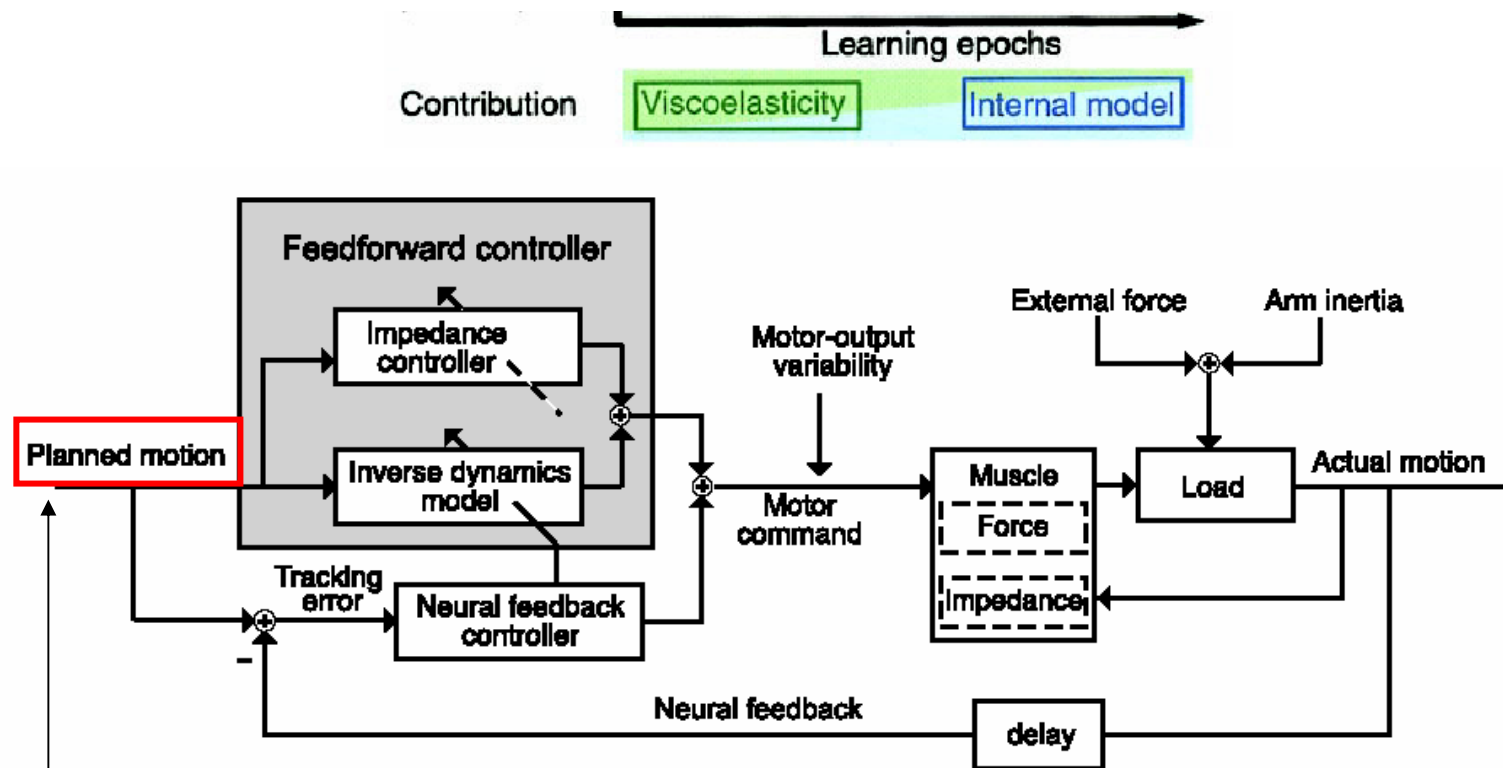 Learning epochs
Contribution
Viscoelasticity
Internal model
Feedforward controller
Impedance
controller
Inverse dynamics
model
Planned motion
Tracking
error
Neural feedback
controller
Motor-output
variability
Motor
command
External force
Arm inertia
Muscle
Force
Impedance
Load
Actual motion
Neural feedback
delay